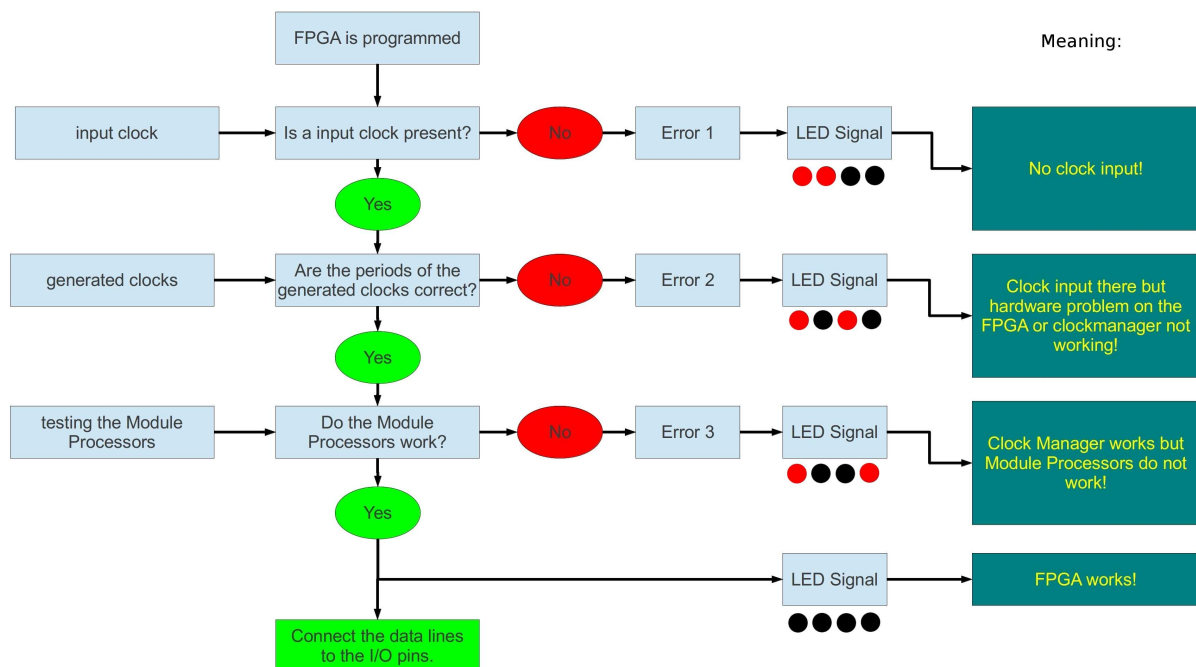 FPGA is programmed
Meaning:
input clock
Is a input clock present?
No
Error 1
LED Signal
No clock input!
Yes
generated clocks
Are the periods of the
generated clocks correct?
No
Error 2
LED Signal
Clock input there but
hardware problem on the
FPGA or clockmanager not
working!
Yes
testing the Module
Processors
Do the Module
Processors work?
No
Error 3
LED Signal
Clock Manager works but
Module Processors do not
work!
Yes
LED Signal
FPGA works!
Connect the data lines
to the I/O pins.